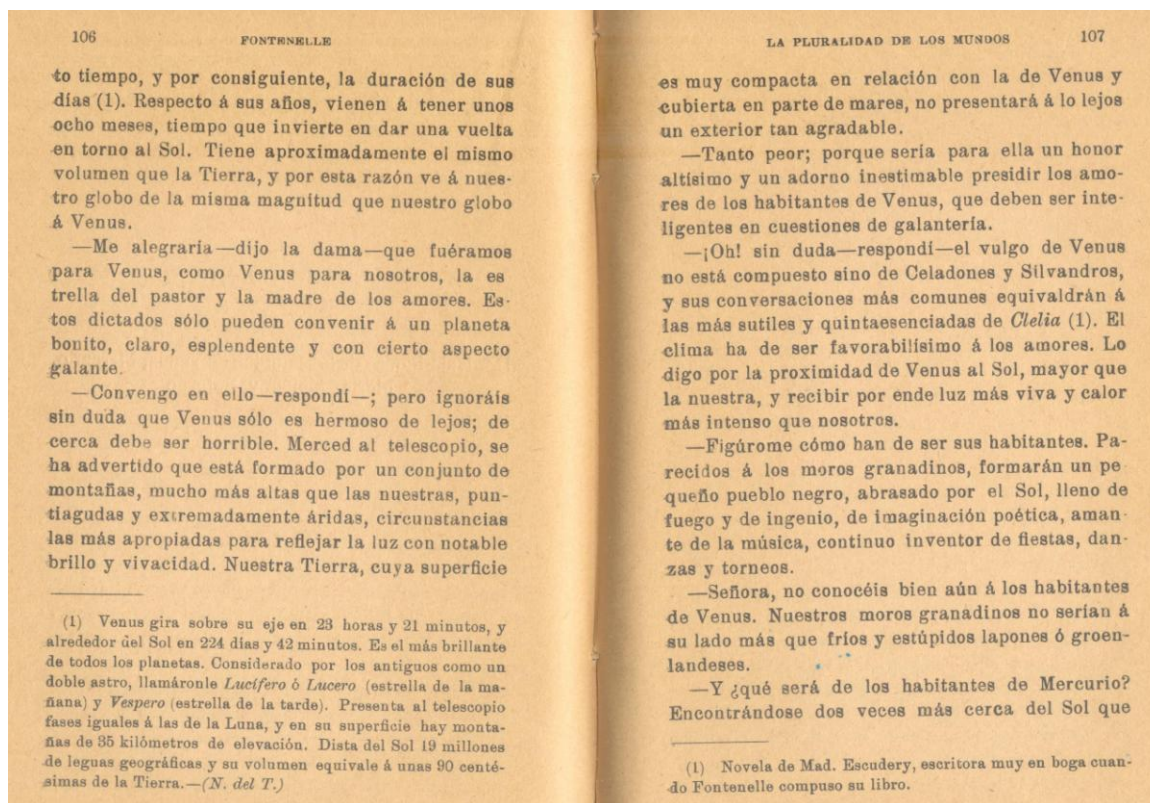 106
FONTENELLE
to tiempo, y por consiguiente, la duración de sus
días (1). Respecto á sus años, vienen á tener unos
ocho meses, tiempo que invierte en dar una vuelta
en torno al Sol. Tiene aproximadamente el mismo
volumen que la Tierra, y por esta razón ve á nues-
tro globo de la misma magnitud que nuestro globo
á Venus.
—Me alegraría—dijo la dama—que fuéramos
para Venus, como Venus para nosotros, la es
trella del pastor y la madre de los amores. Es-
tos dictados sólo pueden convenir á un planeta
bonito, claro, esplendente y con cierto aspecto
galante.
—Convengo en ello—respondí—; pero ignoráis
sin duda que Venus sólo es hermoso de lejos; de
cerca debe ser horrible. Merced al telescopio, se
ha advertido que está formado por un conjunto de
montañas, mucho más altas que las nuestras, pun-
tiagudas y extremadamente áridas, circunstancias
las más apropiadas para reflejar la luz con notable
brillo y vivacidad. Nuestra Tierra, cuya superficie
(1) Venus gira sobre su eje en 23 horas y 21 minutos, y
alrededor del Sol en 224 días y 42 minutos. Es el más brillante
de todos los planetas. Considerado por los antiguos como un
doble astro, llamáronle Lucífero ó Lucero (estrella de la ma-
ñana) y Vespero (estrella de la tarde). Presenta al telescopio
fases iguales á las de la Luna, y en su superficie hay monta-
ñas de 35 kilómetros de elevación. Dista del Sol 19 millones
de leguas geográficas y su volumen equivale á unas 90 centé-
simas de la Tierra.—(N. del T.)
LA PLURALIDAD DE LOS MUNDOS
107
es muy compacta en relación con la de Venus y
cubierta en parte de mares, no presentará á lo lejos
un exterior tan agradable.
—Tanto peor; porque sería para ella un honor
altísimo y un adorno inestimable presidir los amo-
res de los habitantes de Venus, que deben ser inte-
ligentes en cuestiones de galantería.
—¡Oh! sin duda—respondí—el vulgo de Venus
no está compuesto sino de Celadones y Silvandros,
y sus conversaciones más comunes equivaldrán á
las más sutiles y quintaesenciadas de Clelia (1). El
clima ha de ser favorabilísimo á los amores. Lo
digo por la proximidad de Venus al Sol, mayor que
la nuestra, y recibir por ende luz más viva y calor
más intenso que nosotros.
—Figúrome cómo han de ser sus habitantes. Pa-
recidos á los moros granadinos, formarán un pe
queño pueblo negro, abrasado por el Sol, lleno de
fuego y de ingenio, de imaginación poética, aman-
te de la música, continuo inventor de fiestas, dan-
zas y torneos.
—Señora, no conocéis bien aún á los habitantes
de Venus. Nuestros moros granadinos no serían á
su lado más que fríos y estúpidos lapones ó groen-
landeses.
—Y ¿qué será de los habitantes de Mercurio?
Encontrándose dos veces más cerca del Sol que
(1) Novela de Mad. Escudery, escritora muy en boga cuan-
do Fontenelle compuso su libro.